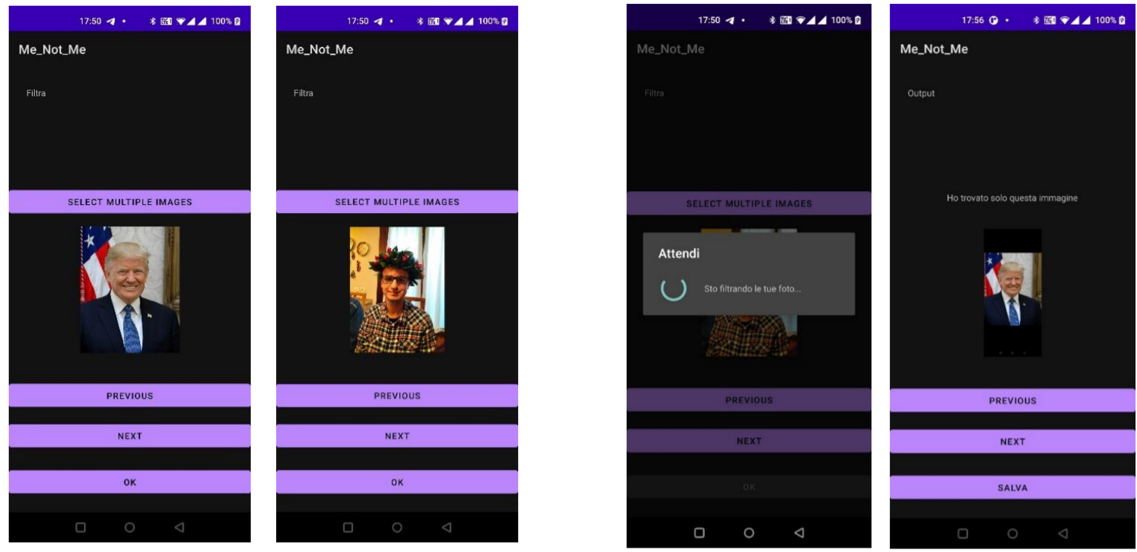 17:50 100%
Me_Not_Me
Filtra
SELECT MULTIPLE IMAGES
PREVIOUS
NEXT
OK
17:50 100%
Me_Not_Me
Filtra
SELECT MULTIPLE IMAGES
PREVIOUS
NEXT
OK
17:50 100%
Me_Not_Me
Filtra
SELECT MULTIPLE IMAGES
Attendi
Sto filtrando le tue foto...
PREVIOUS
NEXT
OK
17:56 100%
Me_Not_Me
Output
Ho trovato solo questa immagine
PREVIOUS
NEXT
SALVA